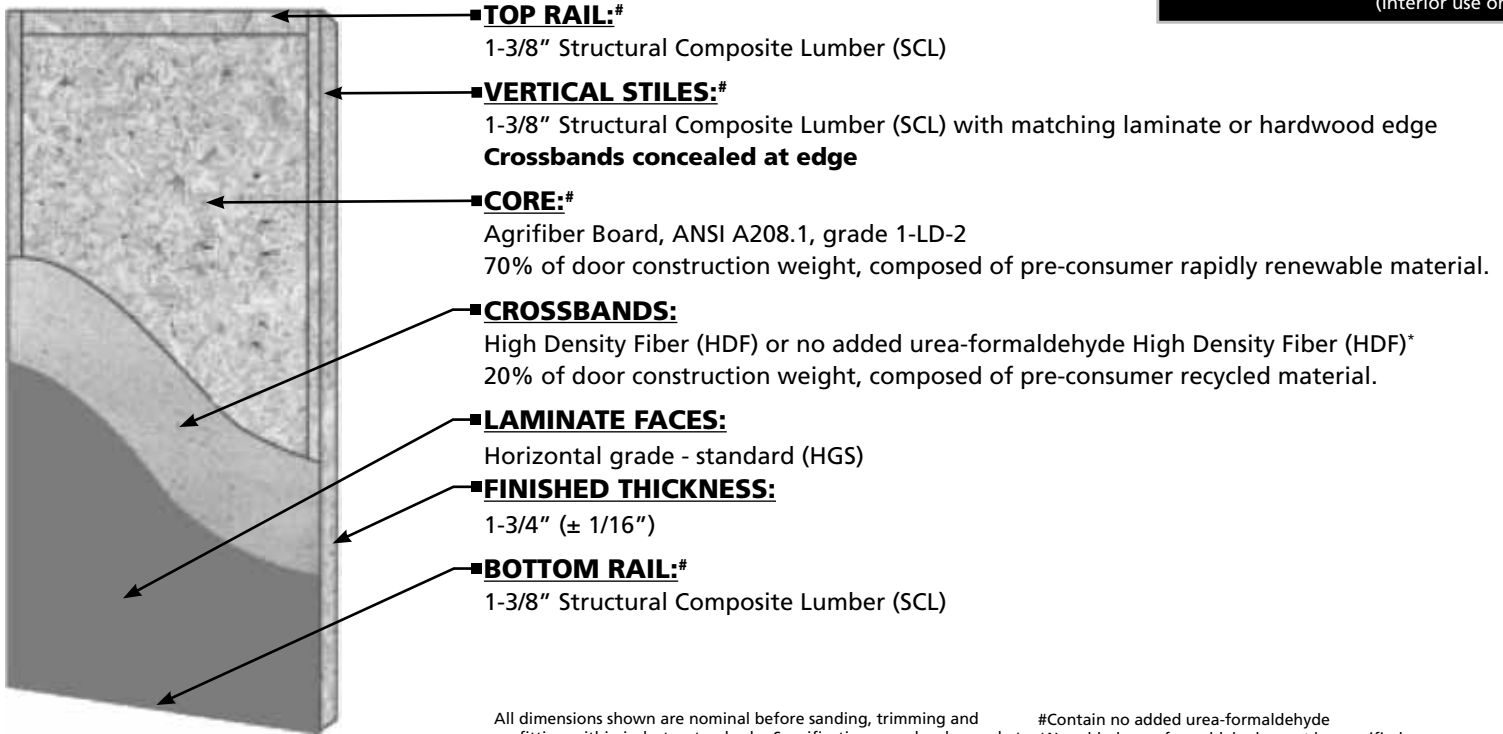 (interior use
TOP RAIL:#
1-3/8” Structural Composite Lumber (SCL)
VERTICAL STILES:#
1-3/8” Structural Composite Lumber (SCL) with matching laminate or hardwood edge
Crossbands concealed at edge
CORE:#
Agrifiber Board, ANSI A208.1, grade 1-LD-2
70% of door construction weight, composed of pre-consumer rapidly renewable material.
CROSSBANDS:
High Density Fiber (HDF) or no added urea-formaldehyde High Density Fiber (HDF)*
20% of door construction weight, composed of pre-consumer recycled material.
LAMINATE FACES:
Horizontal grade - standard (HGS)
FINISHED THICKNESS:
1-3/4” (± 1/16”)
BOTTOM RAIL:#
1-3/8” Structural Composite Lumber (SCL)
All dimensions shown are nominal before sanding, trimming and
#Contain no added urea-formaldehyde